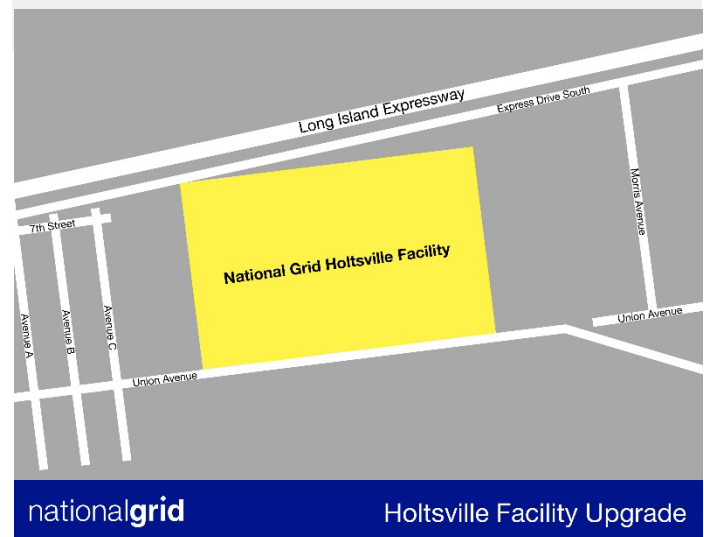 Long Island Expressway
Express Drive South
7th Street
Morris Avenue
National Grid Holtsville Facility
Avenue A
Avenue B
Avenue C
Union Avenue
Union Avenue
nationalgrid
Holtsville Facility Upgrade